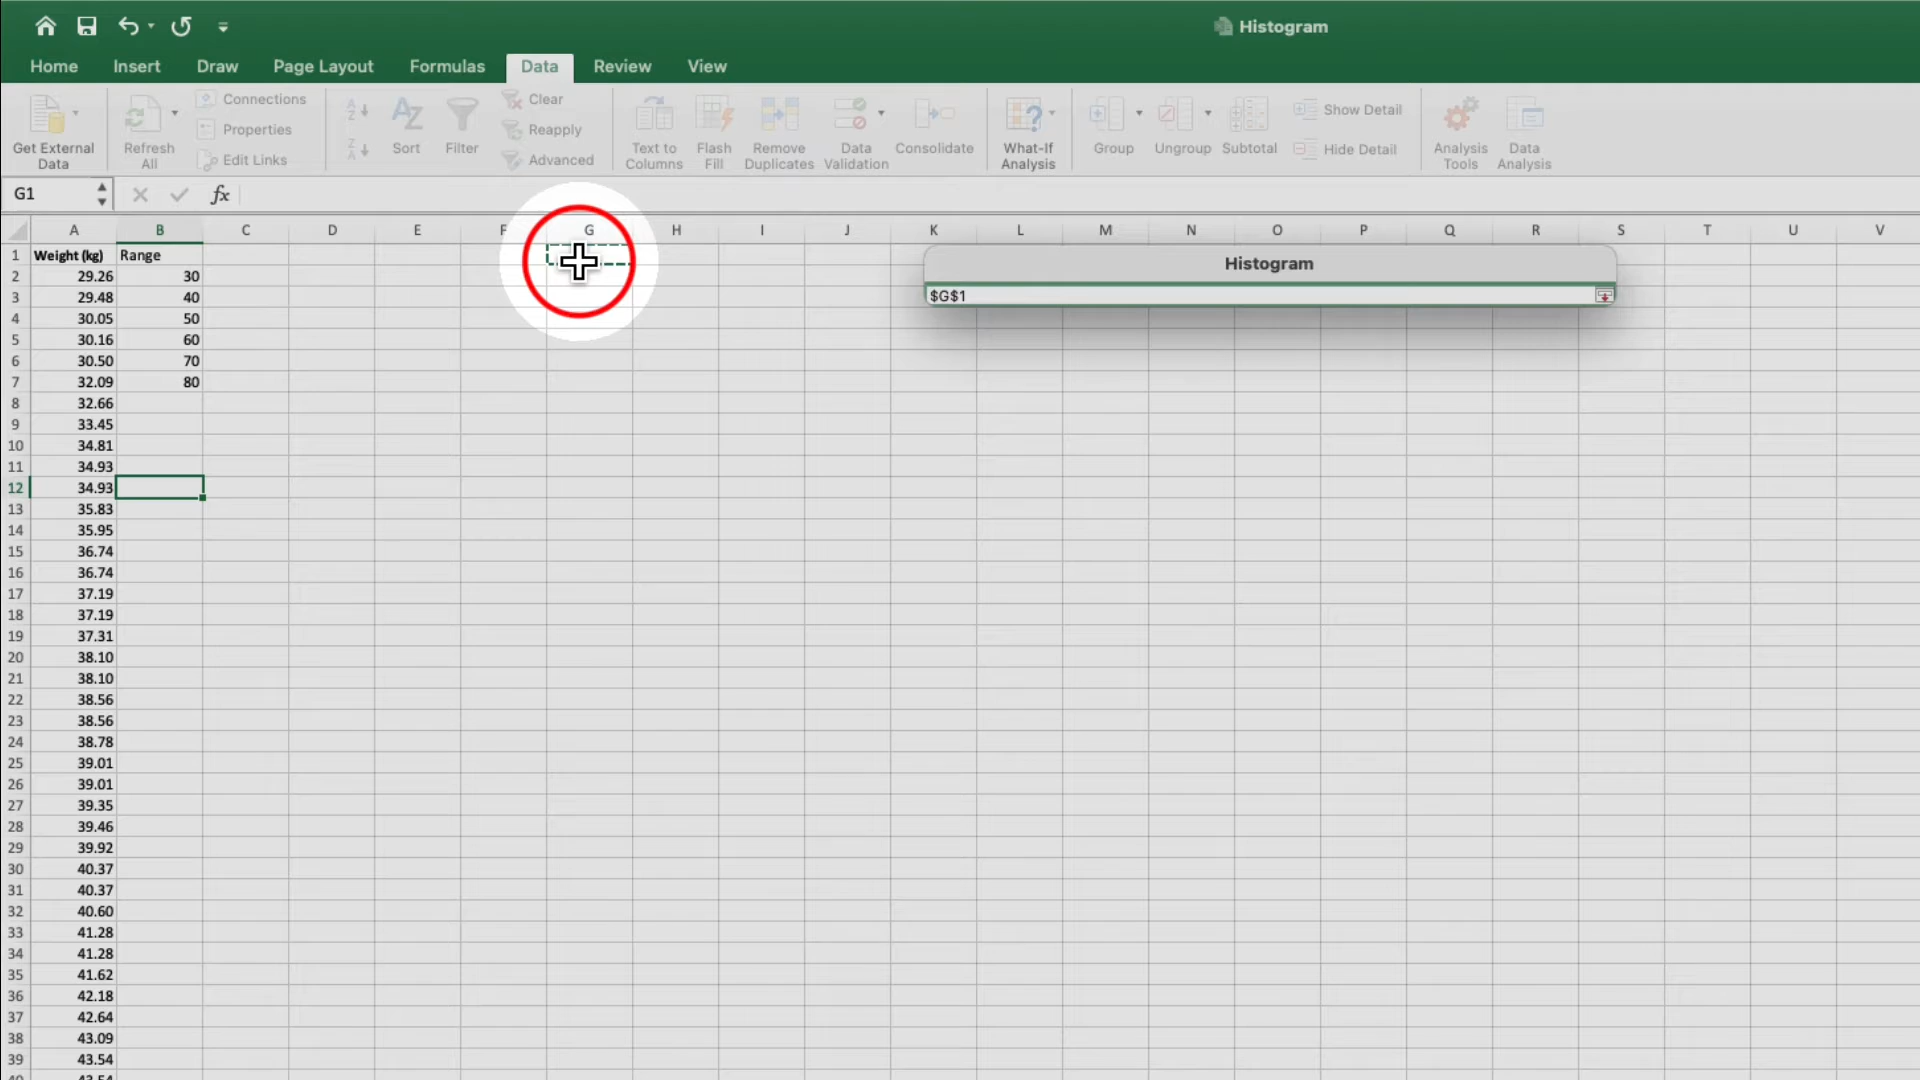 Histogram
Home Insert Draw Page Layout Formulas Data Review View
Get External Data
Refresh All
Connections
Properties
Edit Links
A Z
Z A
A Z
Sort
Filter
Clear
Reapply
Advanced
Text to Columns
Flash Fill
Remove Duplicates
Data Validation
Consolidate
What-If Analysis
Group
Ungroup
Subtotal
Show Detail
Hide Detail
Analysis Tools
Data Analysis
G1 fx
A B C D E F G H I J K L M N O P Q R S T U V
Histogram
$G$1
1 Weight (kg) Range
2 29.26 30
3 29.48 40
4 30.05 50
5 30.16 60
6 30.50 70
7 32.09 80
8 32.66
9 33.45
10 34.81
11 34.93
12 34.93
13 35.83
14 35.95
15 36.74
16 36.74
17 37.19
18 37.19
19 37.31
20 38.10
21 38.10
22 38.56
23 38.56
24 38.78
25 39.01
26 39.01
27 39.35
28 39.46
29 39.92
30 40.37
31 40.37
32 40.60
33 41.28
34 41.28
35 41.62
36 42.18
37 42.64
38 43.09
39 43.54
40 43.54